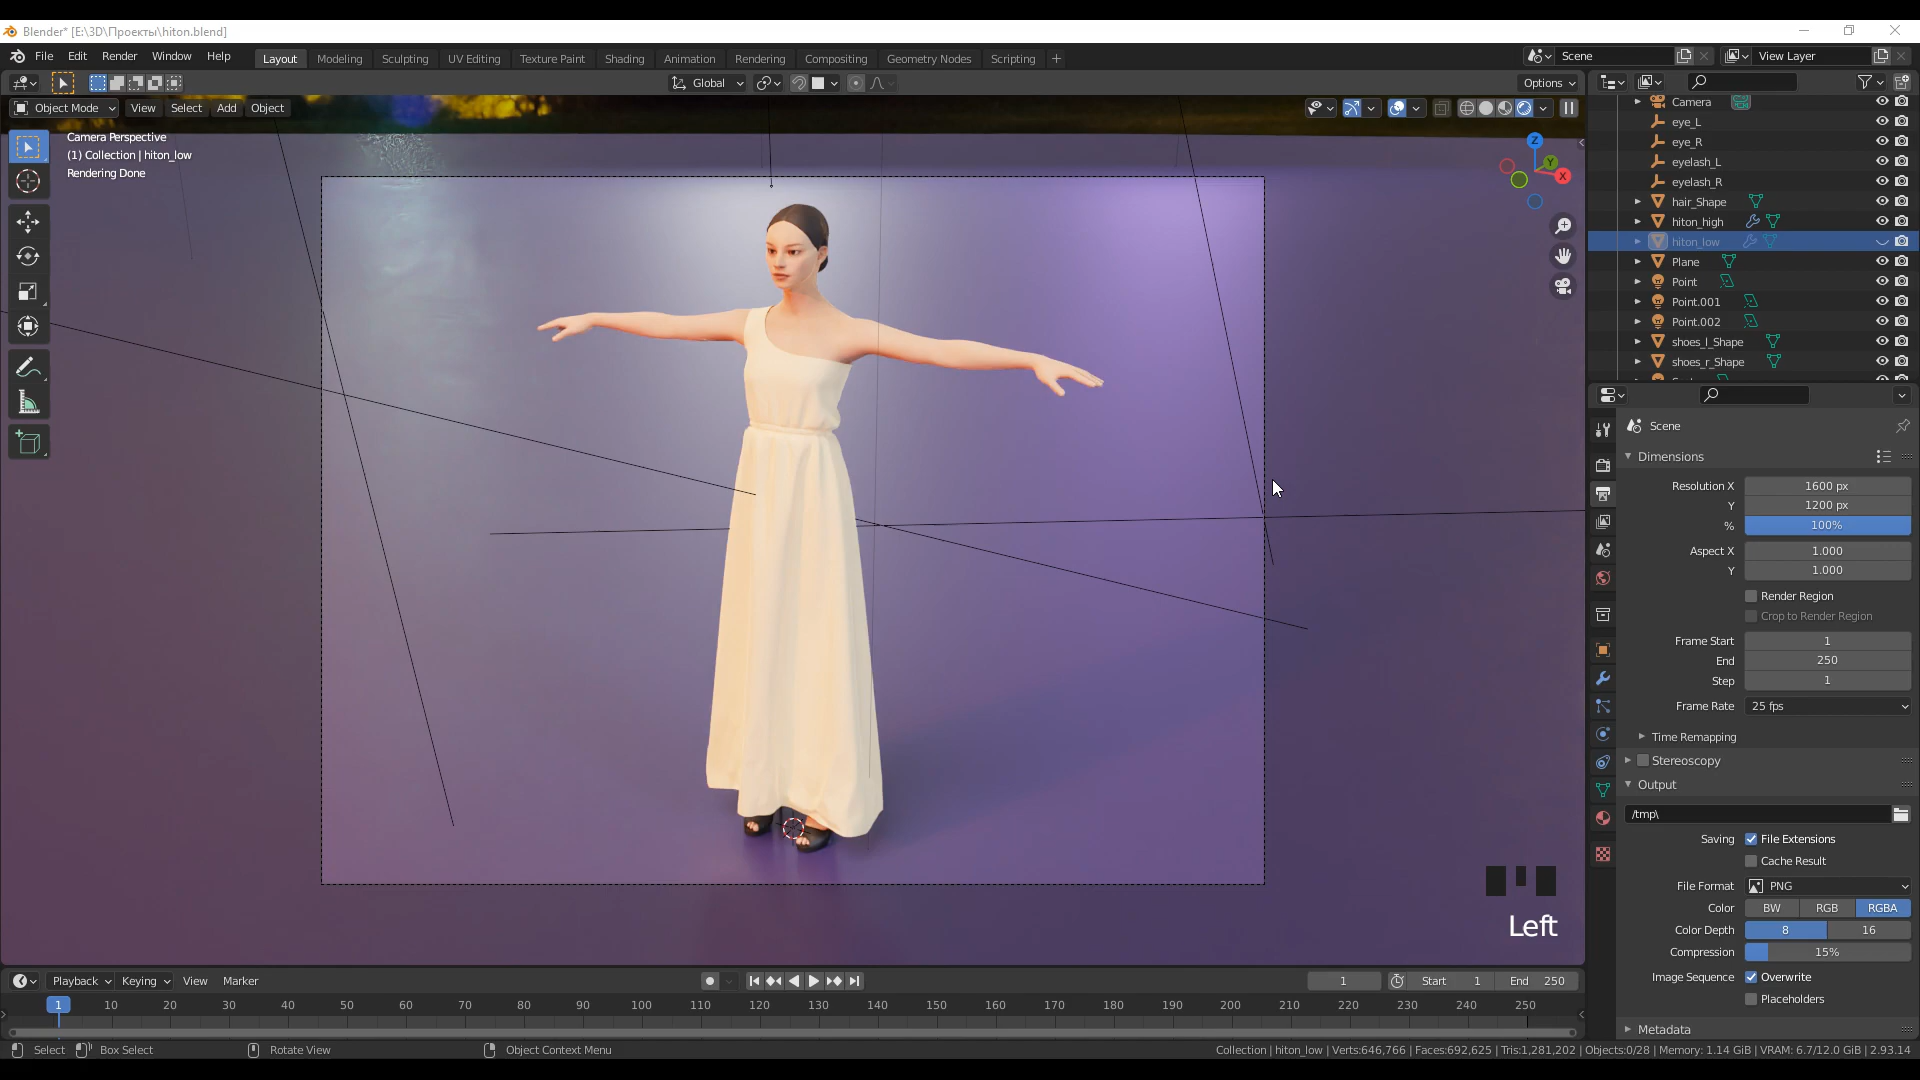 Blender* [E:\3D\Проекты\hiton.blend]
File Edit Render Window Help
Layout Modeling Sculpting UV Editing Texture Paint Shading Animation Rendering Compositing Geometry Nodes Scripting +
Scene
View Layer
Global
Options
Object Mode View Select Add Object
Camera Perspective
(1) Collection | hiton_low
Rendering Done
Z
Y
X
Camera
eye_L
eye_R
eyelash_L
eyelash_R
hair_Shape
hiton_high
hiton_low
Plane
Point
Point.001
Point.002
shoes_l_Shape
shoes_r_Shape
Scene
Dimensions
Resolution X 1600 px
Y 1200 px
% 100%
Aspect X 1.000
Y 1.000
Render Region
Crop to Render Region
Frame Start 1
End 250
Step 1
Frame Rate 25 fps
Time Remapping
Stereoscopy
Output
/tmp\
Saving File Extensions
Cache Result
File Format PNG
Color BW RGB RGBA
Color Depth 8 16
Compression 15%
Image Sequence Overwrite
Placeholders
Metadata
Left
Playback Keying View Marker
1 Start 1 End 250
1 10 20 30 40 50 60 70 80 90 100 110 120 130 140 150 160 170 180 190 200 210 220 230 240 250
Select Box Select Rotate View Object Context Menu
Collection | hiton_low | Verts:646,766 | Faces:692,625 | Tris:1,281,202 | Objects:0/28 | Memory: 1.14 GiB | VRAM: 6.7/12.0 GiB | 2.93.14